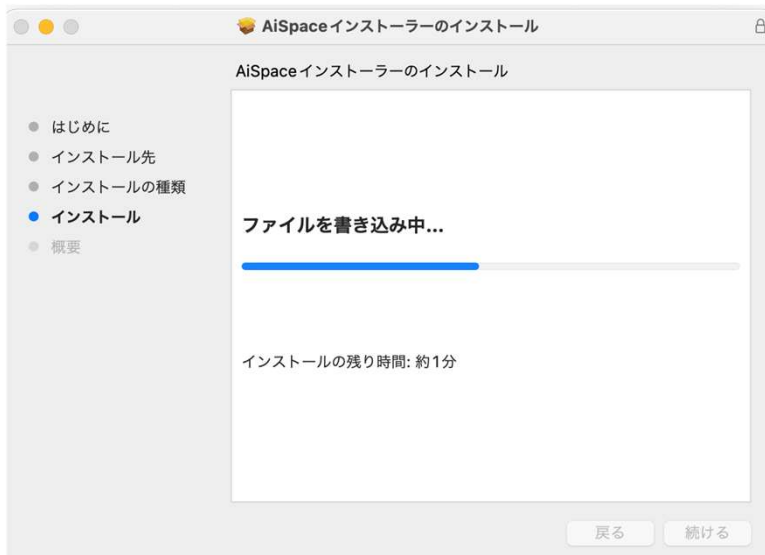 AiSpaceインストーラーのインストール
AiSpaceインストーラーのインストール
はじめに
インストール先
インストールの種類
インストール
概要
ファイルを書き込み中...
インストールの残り時間: 約1分
戻る
続ける